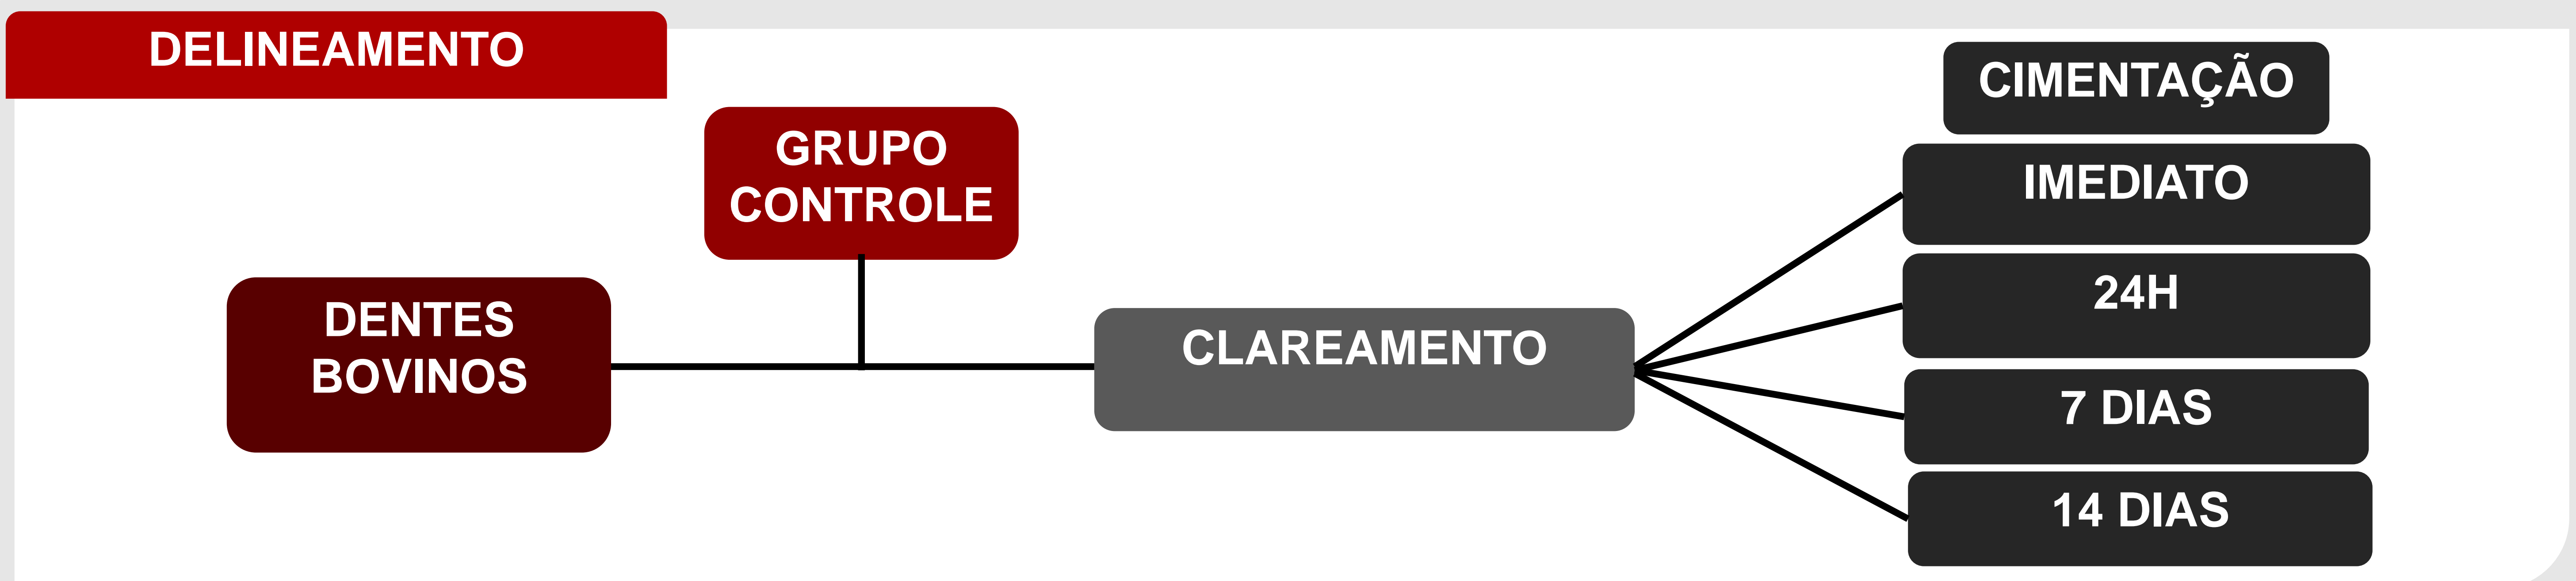 DELINEAMENTO
GRUPO
CONTROLE
DENTES
BOVINOS
CLAREAMENTO
CIMENTAÇÃO
IMEDIATO
24H
7 DIAS
14 DIAS